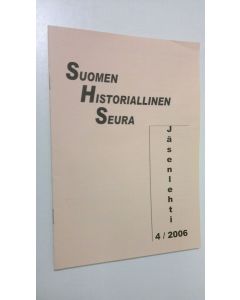 SUOMEN
HISTORIALLINEN
SEURA
Jäsenlehti
4 / 2006